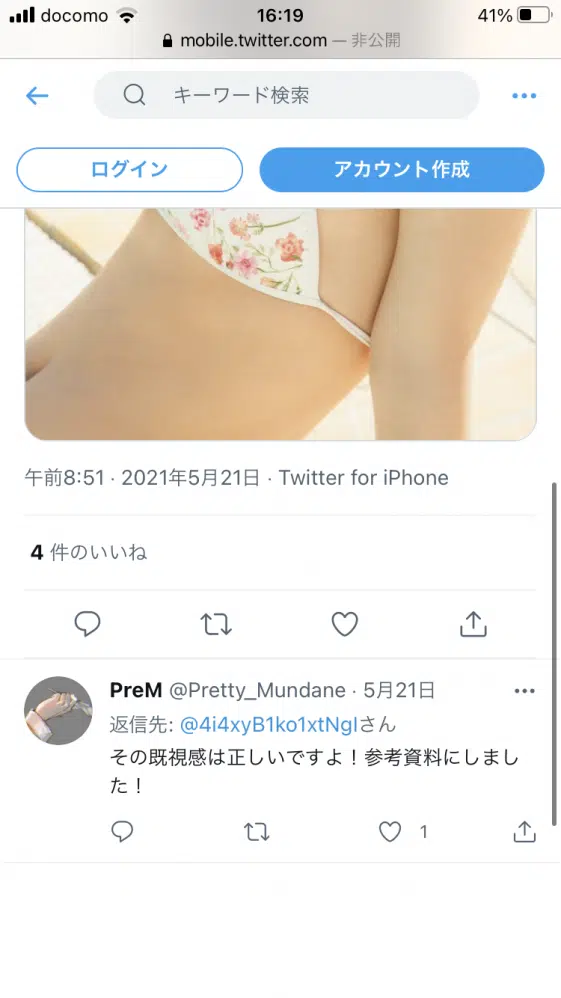 docomo 16:19 41%
mobile.twitter.com — 非公開
キーワード検索
ログイン アカウント作成
午前8:51 · 2021年5月21日 · Twitter for iPhone
4 件のいいね
PreM @Pretty_Mundane · 5月21日
返信先: @4i4xyB1ko1xtNglさん
その既視感は正しいですよ！参考資料にしまし
た！
1